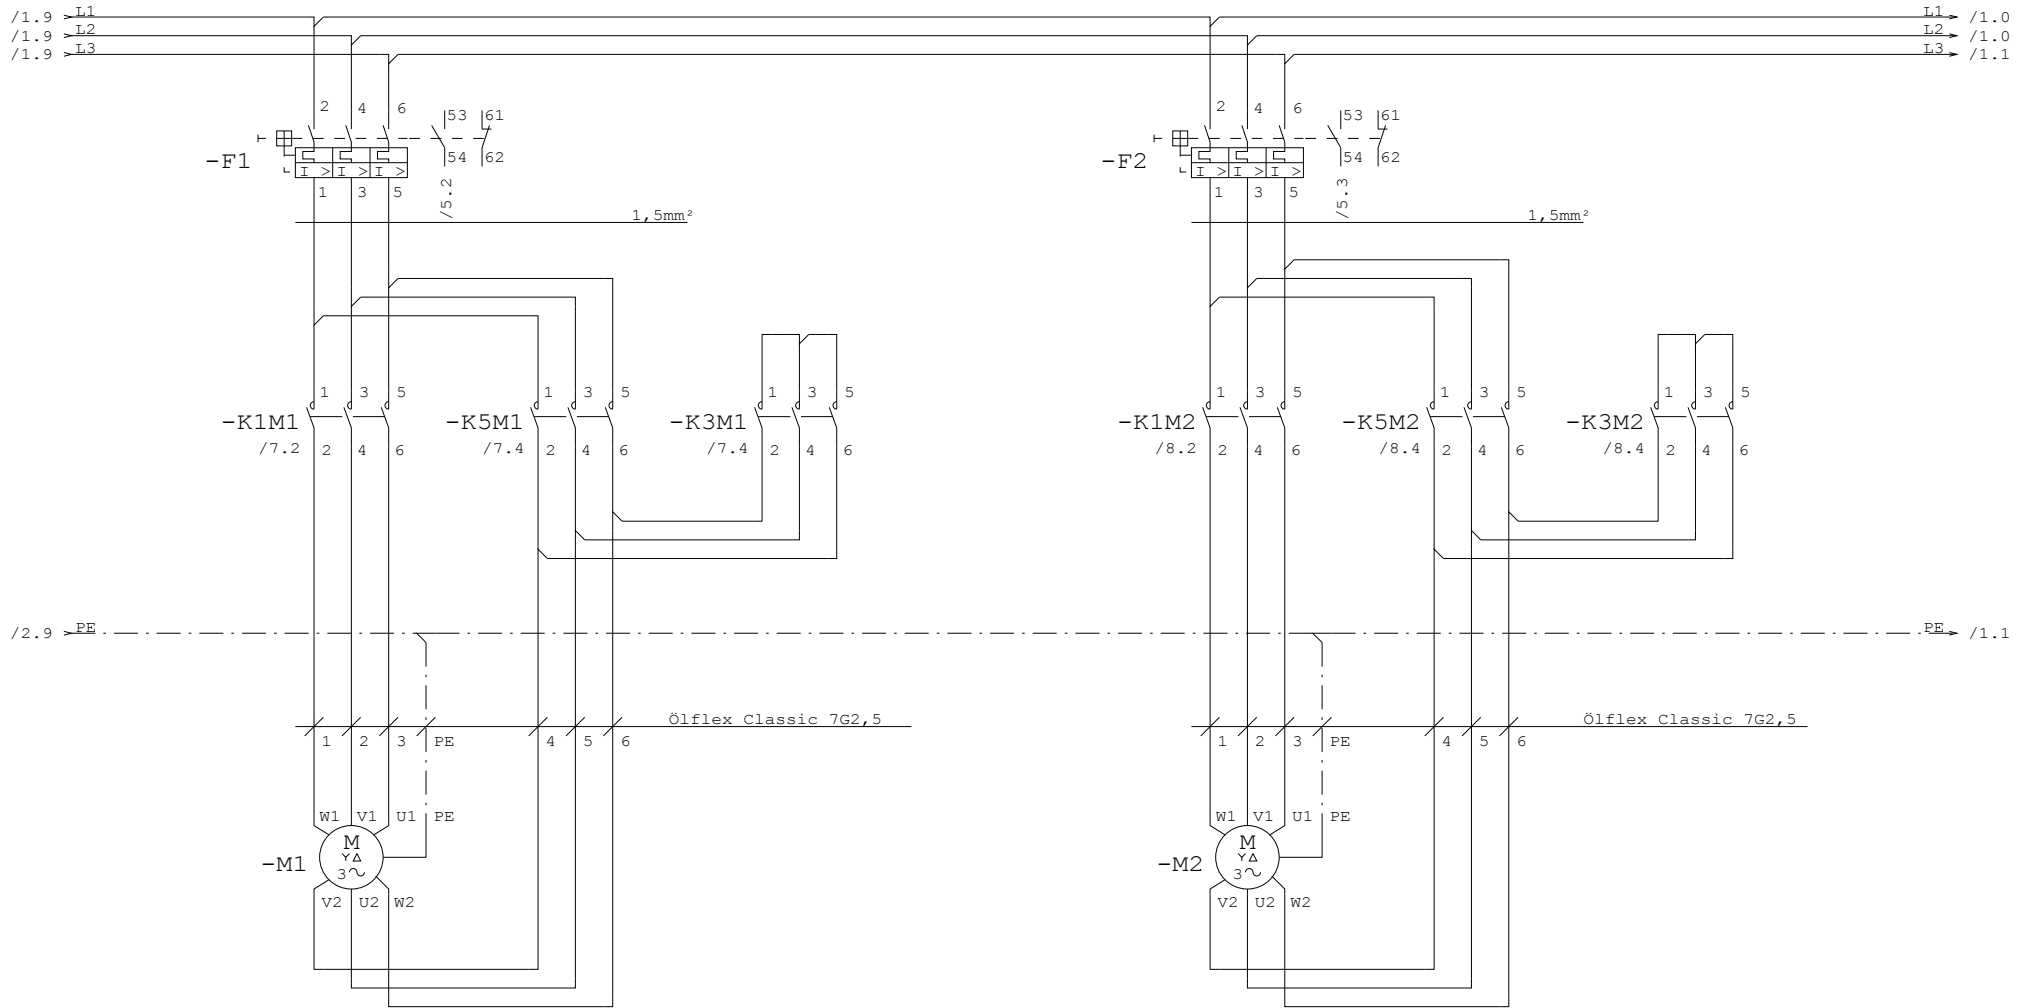 /1.9 L1 L1 /1.0
/1.9 L2 L2 /1.0
/1.9 L3 L3 /1.1
2 4 6 53 61 2 4 6 53 61
-F1 54 62 -F2 54 62
I > I > I > I > I > I >
1 3 5 /5.2 1 3 5 /5.3
1,5mm² 1,5mm²
1 3 5 1 3 5 1 3 5 1 3 5 1 3 5 1 3 5
-K1M1 -K5M1 -K3M1 -K1M2 -K5M2 -K3M2
/7.2 2 4 6 /7.4 2 4 6 /7.4 2 4 6 /8.2 2 4 6 /8.4 2 4 6 /8.4 2 4 6
/2.9 PE PE /1.1
Ölflex Classic 7G2,5 Ölflex Classic 7G2,5
1 2 3 PE 4 5 6 1 2 3 PE 4 5 6
W1 V1 U1 PE W1 V1 U1 PE
M M
-M1 Y∆ -M2 Y∆
3~ 3~
V2 U2 W2 V2 U2 W2